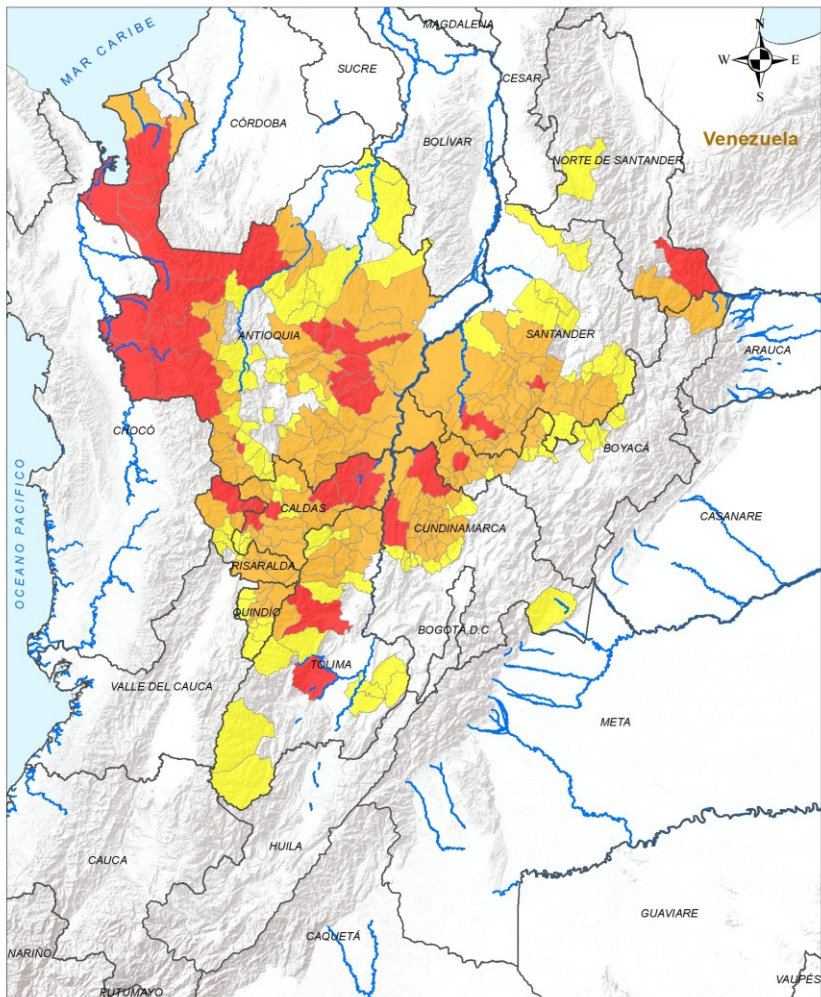 MAGDALENA
N
MAR CARIBE
SUCRE
CESAR
W
E
S
CÓRDOBA
BOLÍVAR
Venezuela
NORTE DE SANTANDER
ANTIOQUIA
SANTANDER
ARAUCA
CHOCÓ
BOYACÁ
OCEANO PACIFICO
CALDAS
CASANARE
CUNDINAMARCA
RISARALDA
QUINDÍO
BOGOTÁ,D.C
TOLIMA
VALLE DEL CAUCA
META
HUILA
CAUCA
GUAVIARE
CAQUETÁ
NARIÑO
VAUPÉS
PUTUMAYO